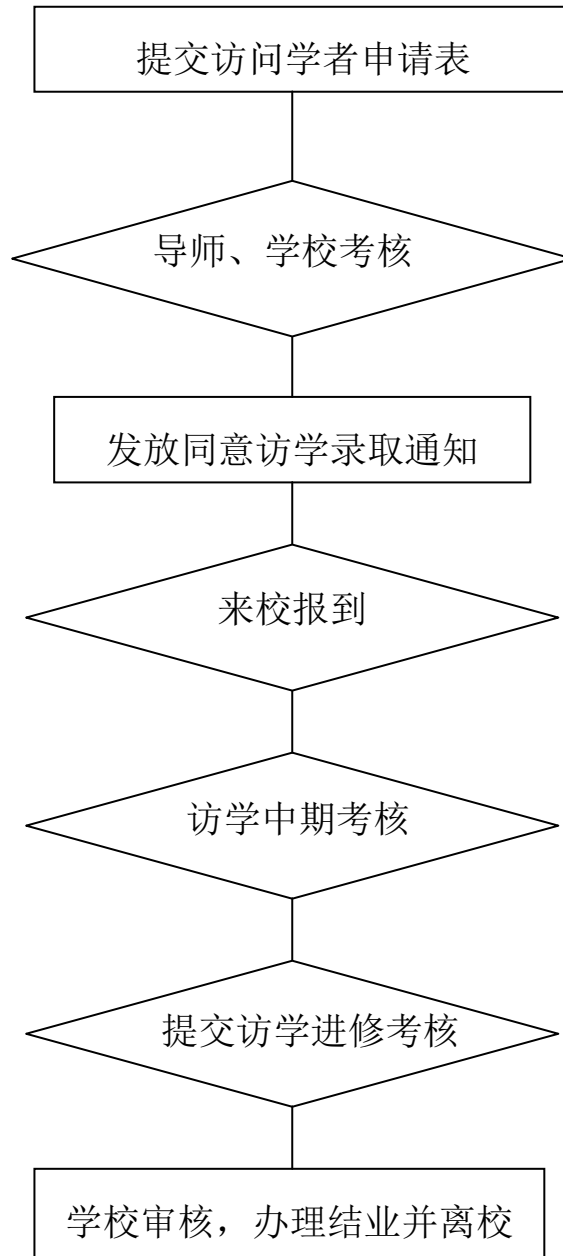 提交访问学者申请表
导师、学校考核
发放同意访学录取通知
来校报到
访学中期考核
提交访学进修考核
学校审核，办理结业并离校